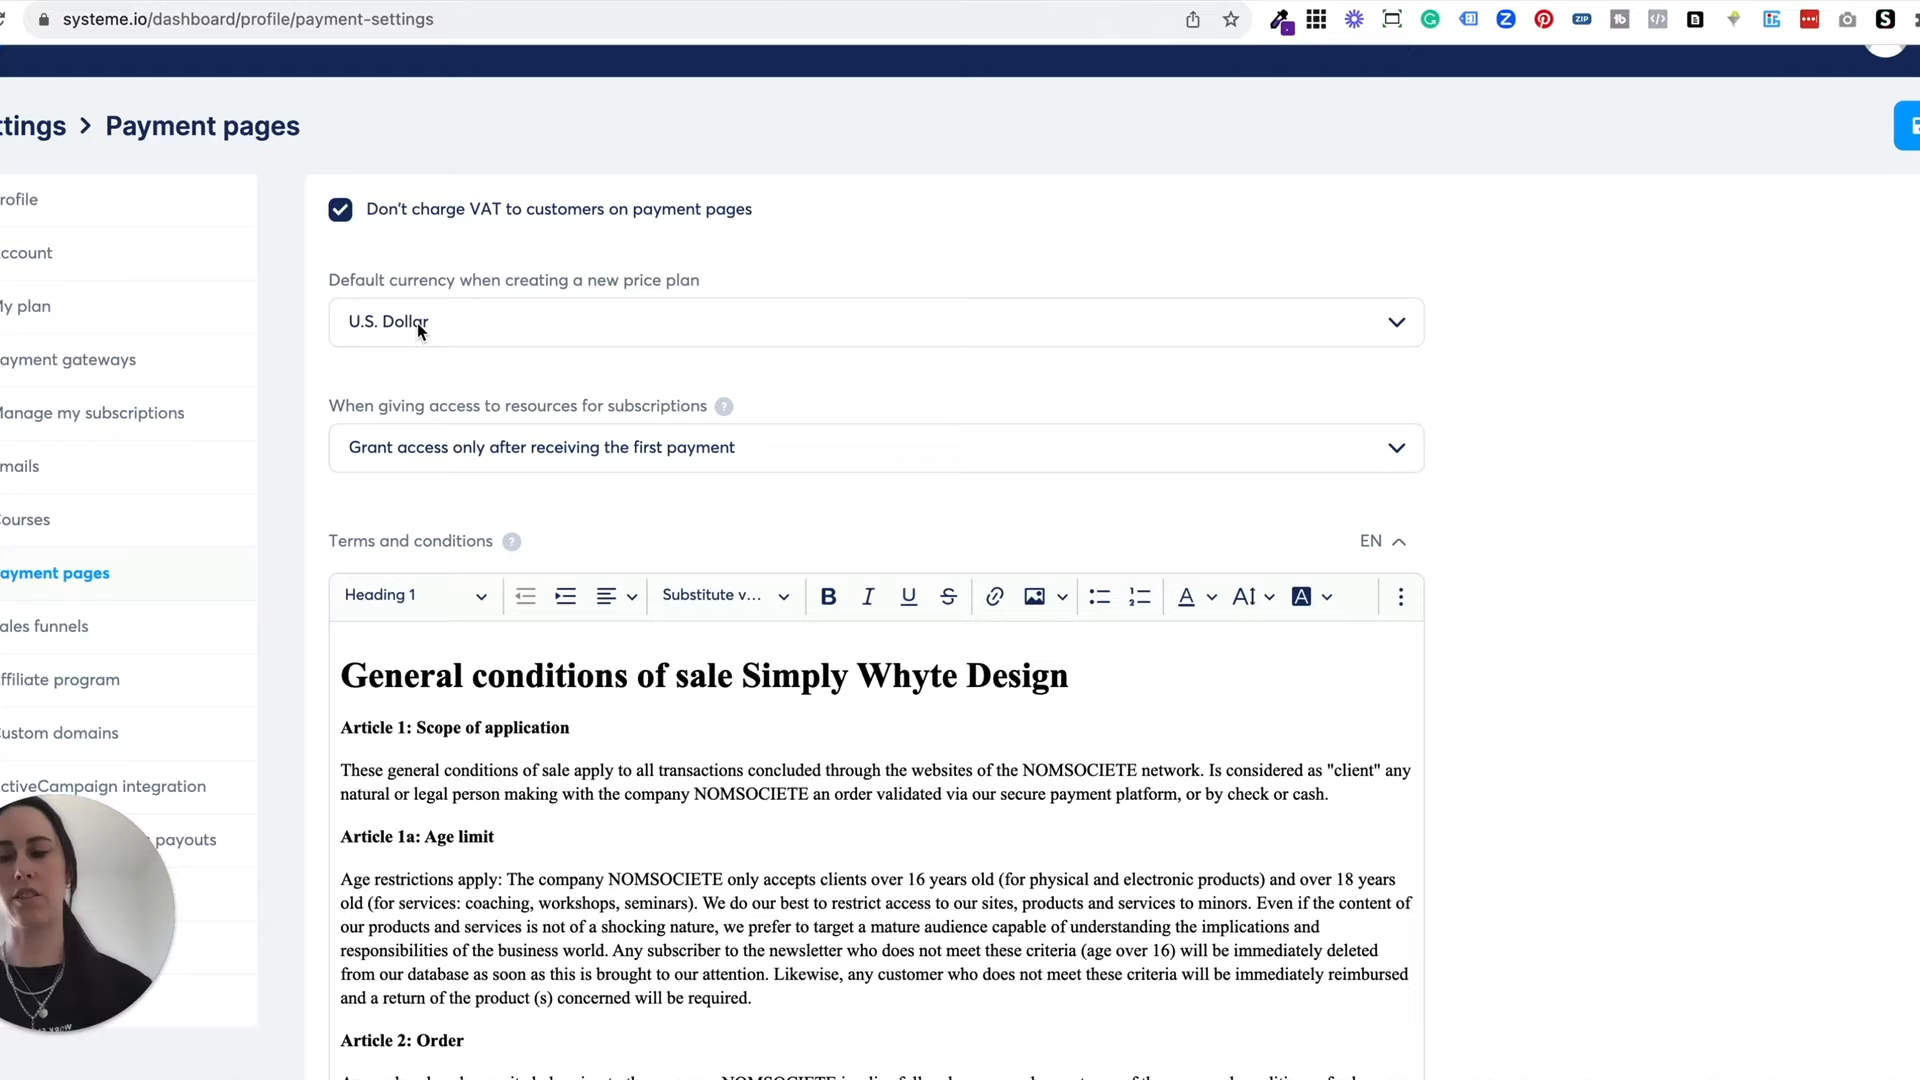 systeme.io/dashboard/profile/payment-settings
ttings > Payment pages
rofile
ccount
My plan
ayment gateways
Manage my subscriptions
mails
Courses
ayment pages
ales funnels
ffiliate program
ustom domains
ctiveCampaign integration
payouts
Don't charge VAT to customers on payment pages
Default currency when creating a new price plan
U.S. Dollar
When giving access to resources for subscriptions ?
Grant access only after receiving the first payment
Terms and conditions ?
EN
Heading 1
Substitute v...
General conditions of sale Simply Whyte Design
Article 1: Scope of application
These general conditions of sale apply to all transactions concluded through the websites of the NOMSOCIETE network. Is considered as "client" any
natural or legal person making with the company NOMSOCIETE an order validated via our secure payment platform, or by check or cash.
Article 1a: Age limit
Age restrictions apply: The company NOMSOCIETE only accepts clients over 16 years old (for physical and electronic products) and over 18 years
old (for services: coaching, workshops, seminars). We do our best to restrict access to our sites, products and services to minors. Even if the content of
our products and services is not of a shocking nature, we prefer to target a mature audience capable of understanding the implications and
responsibilities of the business world. Any subscriber to the newsletter who does not meet these criteria (age over 16) will be immediately deleted
from our database as soon as this is brought to our attention. Likewise, any customer who does not meet these criteria will be immediately reimbursed
and a return of the product (s) concerned will be required.
Article 2: Order